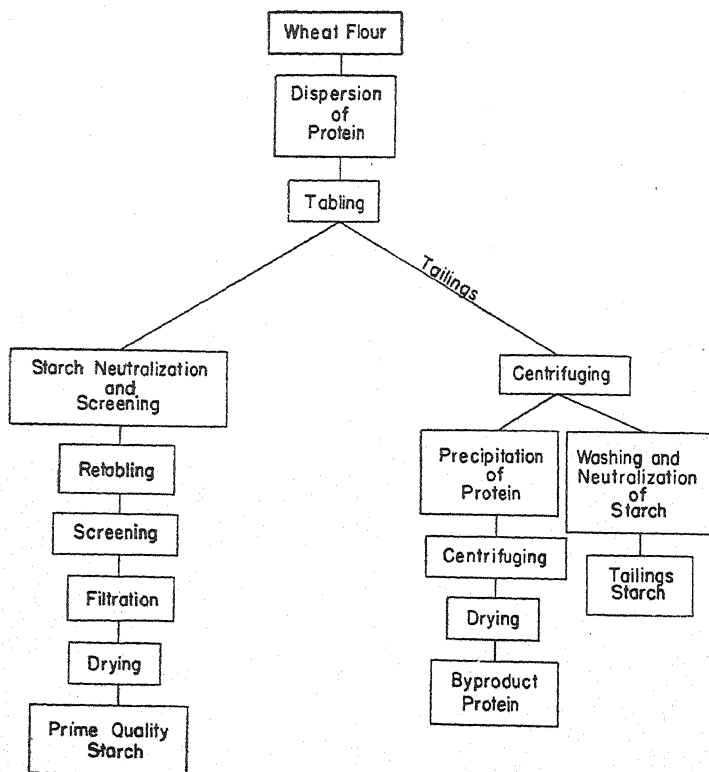 Wheat Flour
Dispersion
of
Protein
Tabling
Tailings
Starch Neutralization
and
Screening
Retabling
Screening
Filtration
Drying
Prime Quality
Starch
Centrifuging
Precipitation
of
Protein
Centrifuging
Drying
Byproduct
Protein
Washing and
Neutralization
of
Starch
Tailings
Starch